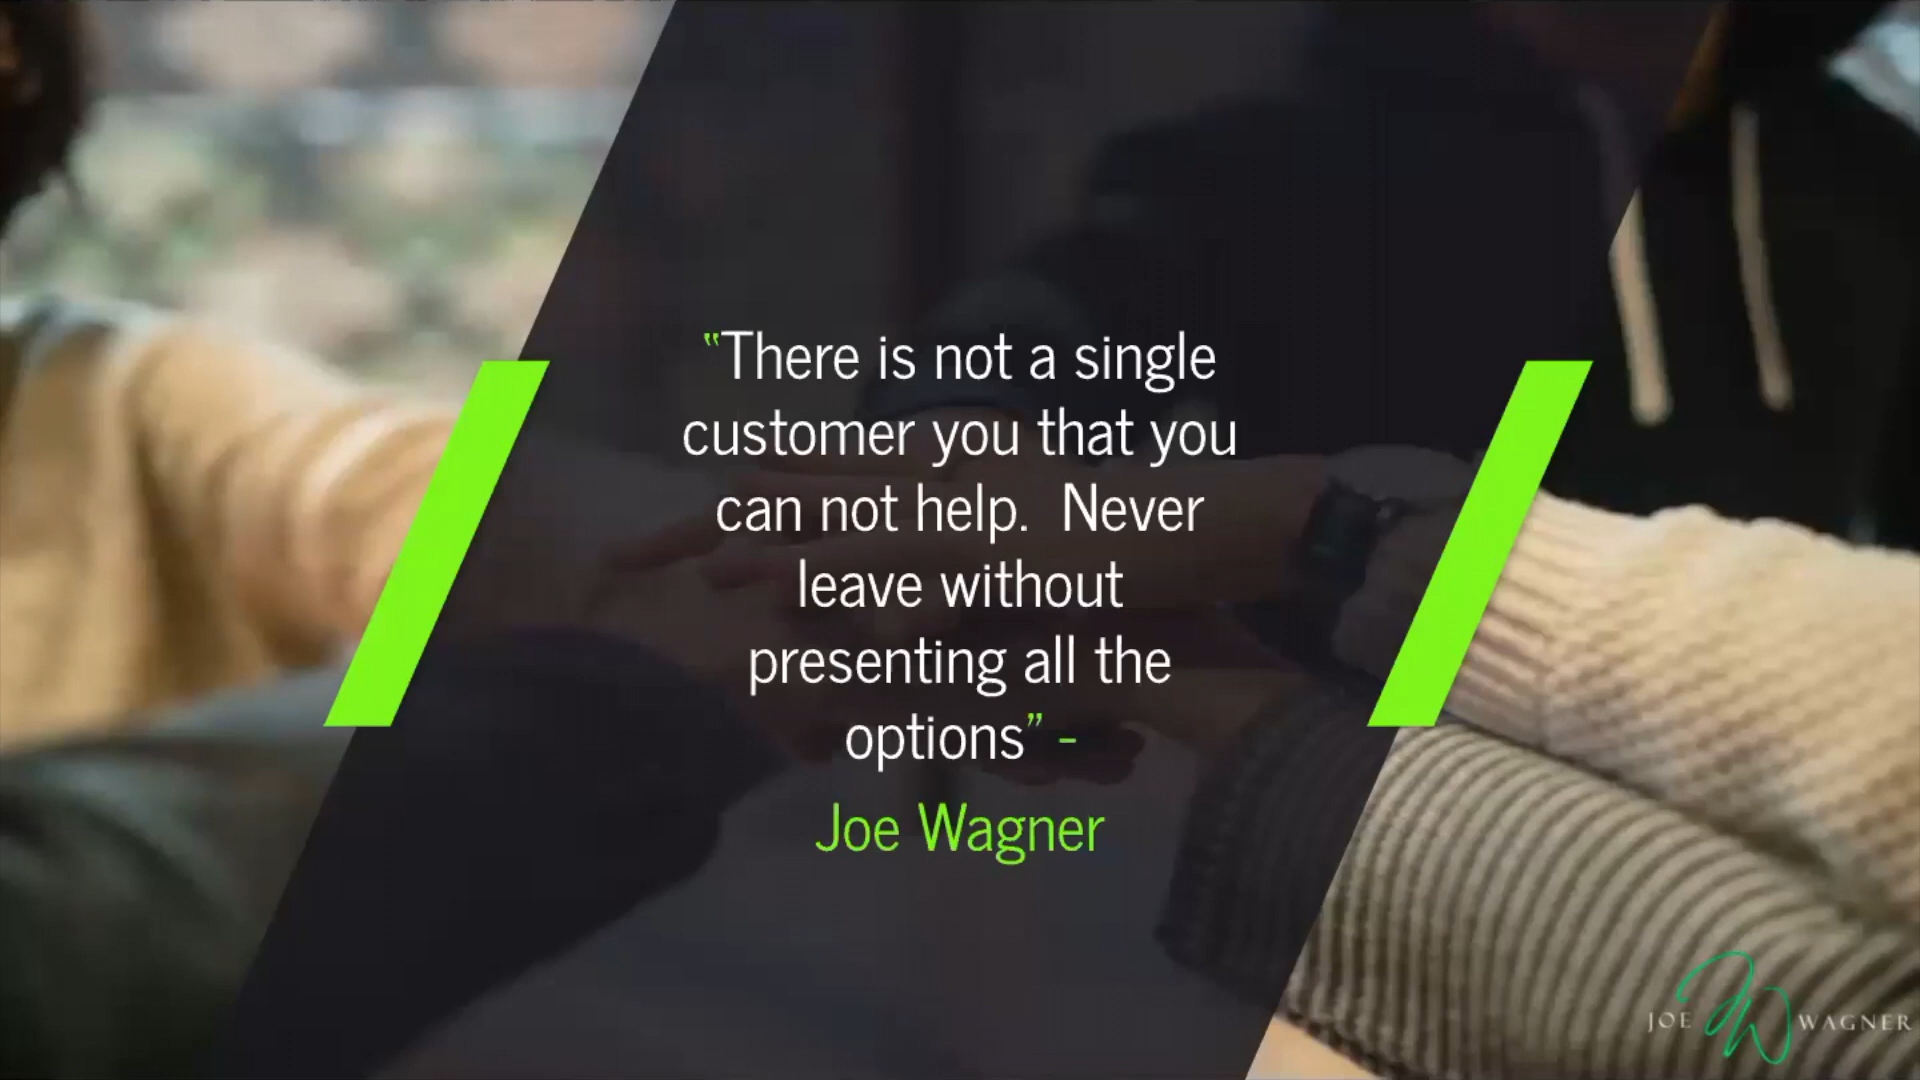 “There is not a single
customer you that you
can not help.  Never
leave without
presenting all the
options” -
Joe Wagner
JOE JW WAGNER